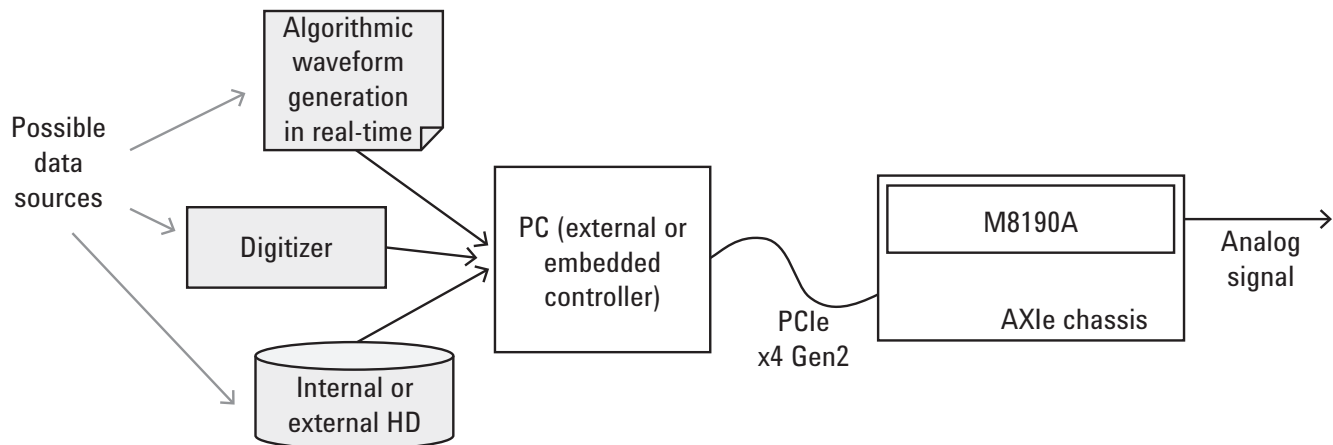 Possible
data
sources
Algorithmic
waveform
generation
in real-time
Digitizer
Internal or
external HD
PC (external or
embedded
controller)
PCIe
x4 Gen2
M8190A
AXIe chassis
Analog
signal